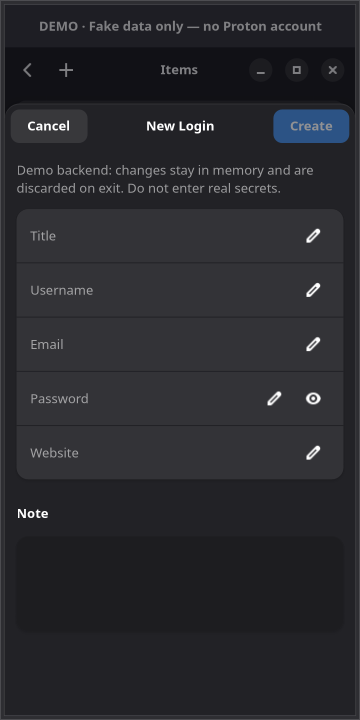 DEMO · Fake data only — no Proton account
Items
Cancel
New Login
Create
Demo backend: changes stay in memory and are
discarded on exit. Do not enter real secrets.
Title
Username
Email
Password
Website
Note